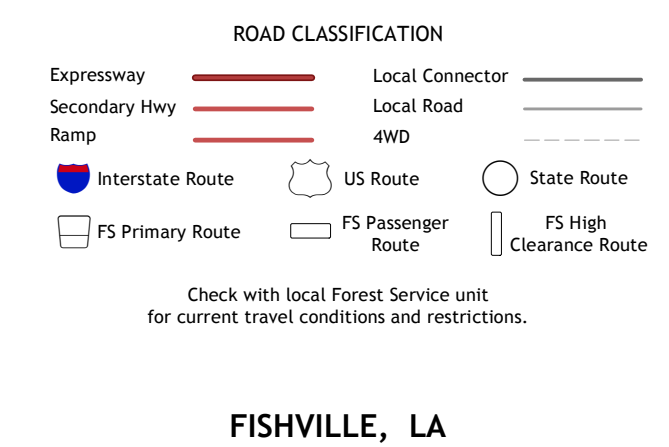 ROAD CLASSIFICATION
Expressway
Local Connector
Secondary Hwy
Local Road
Ramp
4WD
Interstate Route
US Route
State Route
FS Primary Route
FS Passenger
Route
FS High
Clearance Route
Check with local Forest Service unit
for current travel conditions and restrictions.
FISHVILLE, LA